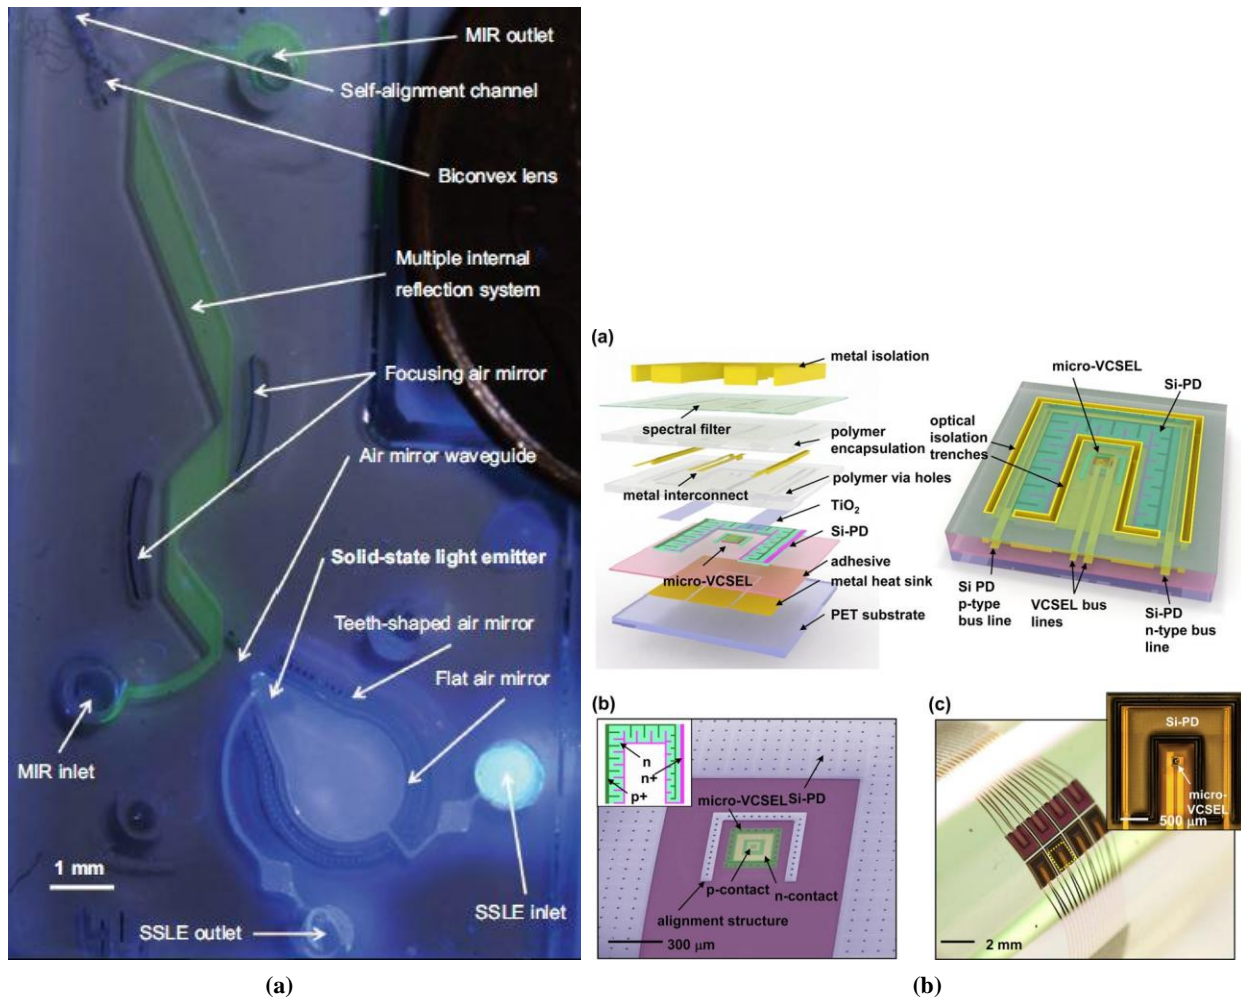 MIR outlet
Self-alignment channel
Biconvex lens
Multiple internal
reflection system
Focusing air mirror
Air mirror waveguide
Solid-state light emitter
Teeth-shaped air mirror
Flat air mirror
MIR inlet
1 mm
SSLE inlet
SSLE outlet
(a)
(a)
metal isolation
spectral filter
polymer
encapsulation
metal interconnect
polymer via holes
TiO2
Si-PD
adhesive
micro-VCSEL
metal heat sink
PET substrate
micro-VCSEL
Si-PD
optical
isolation
trenches
Si PD
p-type
bus line
VCSEL bus
lines
Si-PD
n-type bus
line
(b)
n
n+
p+
micro-VCSEL
Si-PD
p-contact
n-contact
alignment structure
300 μm
(c)
Si-PD
micro-
VCSEL
500 μm
2 mm
(b)